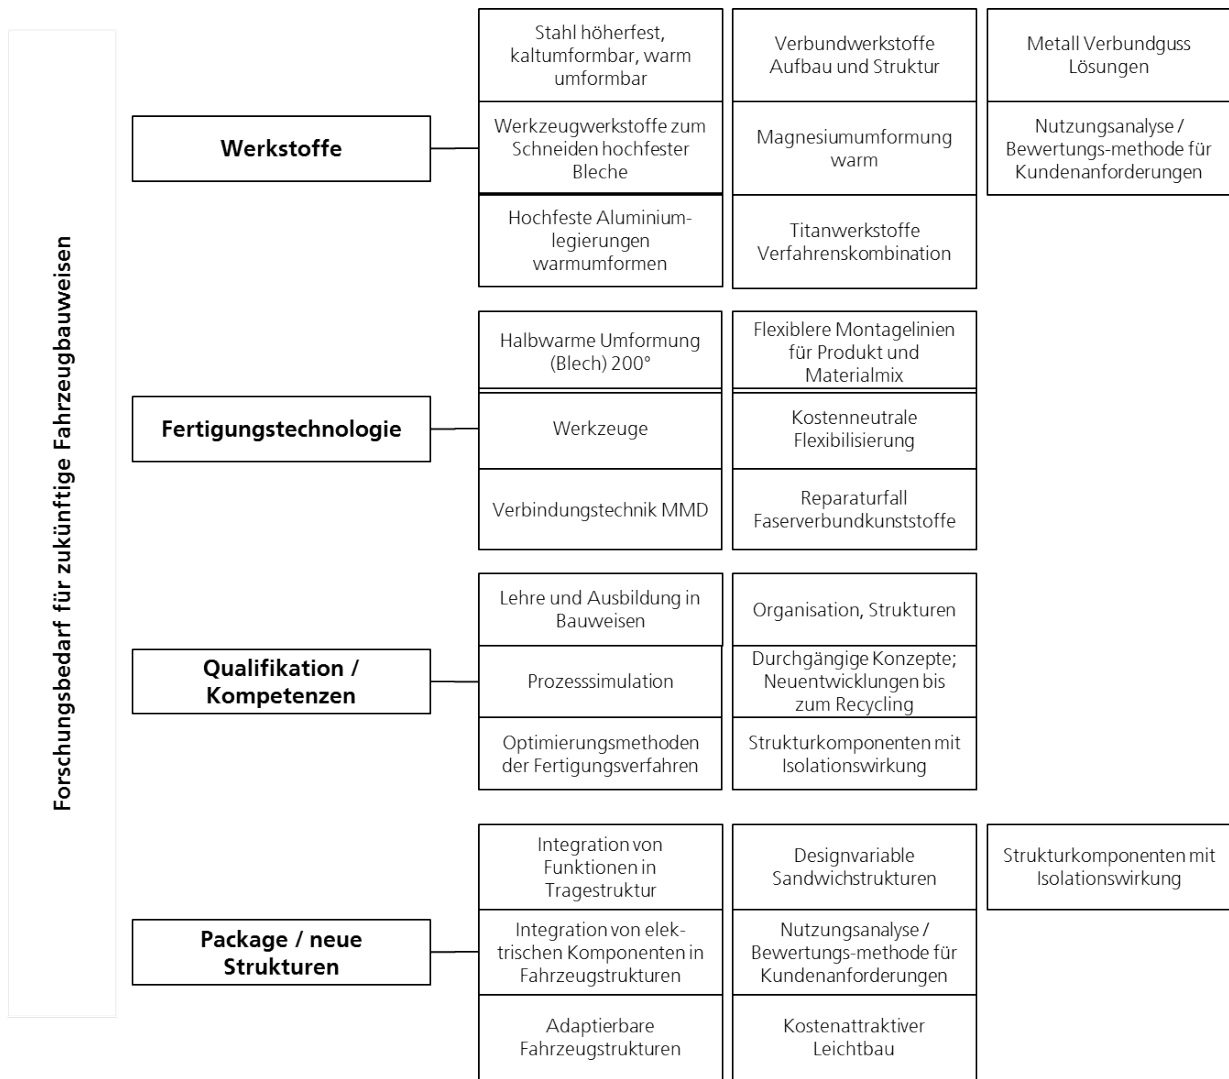 Forschungsbedarf für zukünftige Fahrzeugbauweisen
Werkstoffe
Stahl höherfest,
kaltumformbar, warm
umformbar
Verbundwerkstoffe
Aufbau und Struktur
Metall Verbundguss
Lösungen
Werkzeugwerkstoffe zum
Schneiden hochfester
Bleche
Magnesiumumformung
warm
Nutzungsanalyse /
Bewertungs-methode für
Kundenanforderungen
Hochfeste Aluminium-
legierungen
warmumformen
Titanwerkstoffe
Verfahrenskombination
Fertigungstechnologie
Halbwarme Umformung
(Blech) 200°
Flexiblere Montagelinien
für Produkt und
Materialmix
Werkzeuge
Kostenneutrale
Flexibilisierung
Verbindungstechnik MMD
Reparaturfall
Faserverbundkunststoffe
Qualifikation /
Kompetenzen
Lehre und Ausbildung in
Bauweisen
Organisation, Strukturen
Prozesssimulation
Durchgängige Konzepte;
Neuentwicklungen bis
zum Recycling
Optimierungsmethoden
der Fertigungsverfahren
Strukturkomponenten mit
Isolationswirkung
Package / neue
Strukturen
Integration von
Funktionen in
Tragestruktur
Designvariable
Sandwichstrukturen
Strukturkomponenten mit
Isolationswirkung
Integration von elek-
trischen Komponenten in
Fahrzeugstrukturen
Nutzungsanalyse /
Bewertungs-methode für
Kundenanforderungen
Adaptierbare
Fahrzeugstrukturen
Kostenattraktiver
Leichtbau